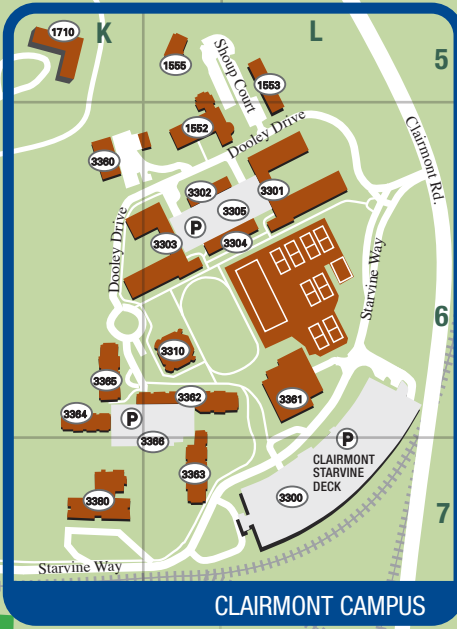 1710
K
L
1555
5
Shoup Court
1553
1552
Dooley Drive
Clairmont Rd.
3360
3302
3301
3305
P
3303
3304
Dooley Drive
Starvine Way
6
3310
3365
3362
3361
3364
P
3366
P
CLAIRMONT
STARVINE
DECK
3363
3300
3380
7
Starvine Way
CLAIRMONT CAMPUS